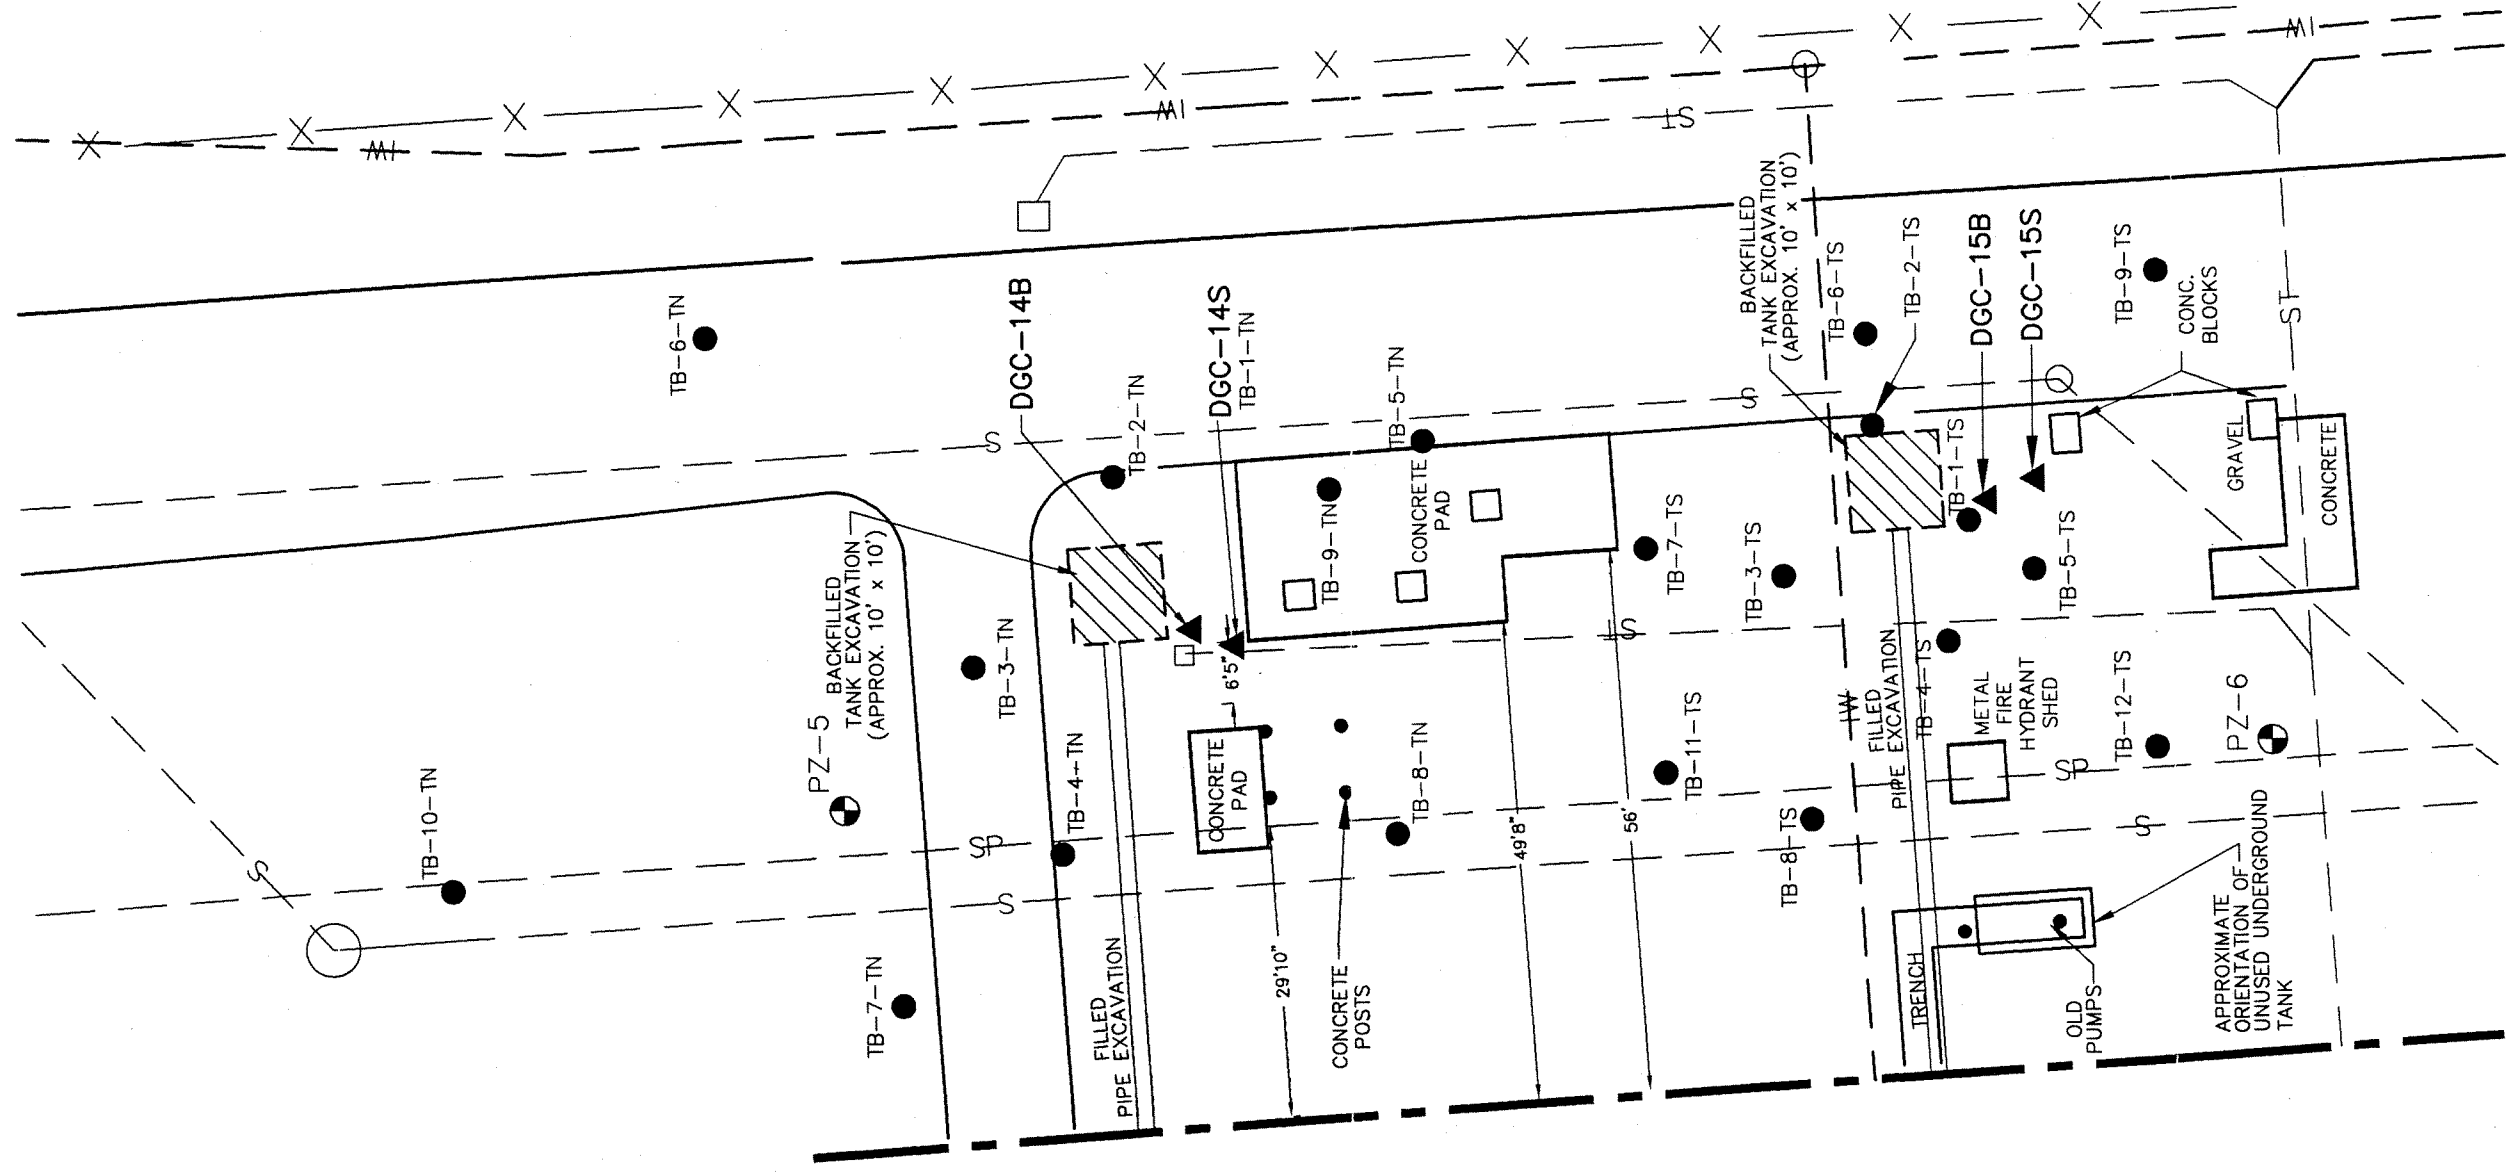 TB-6-TN
DGC-14B
TB-2-TN
DGC-14S
TB-1-TN
TB-5-TN
BACKFILLED
TANK EXCAVATION
(APPROX. 10' x 10')
TB-6-TS
TB-2-TS
DGC-15B
DGC-15S
TB-9-TS
CONC.
BLOCKS
ST
ST
IW
IW
IW
IW
S
S
TB-10-TN
S
PZ-5
BACKFILLED
TANK EXCAVATION
(APPROX. 10' x 10')
TB-3-TN
TB-4-TN
TB-7-TN
SP
S
FILLED
PIPE EXCAVATION
CONCRETE
PAD
6'5"
TB-9-TN
CONCRETE
PAD
TB-8-TN
29'10"
CONCRETE
POSTS
49'8"
56'
S
TB-7-TS
TB-3-TS
TB-11-TS
TB-8-TS
TB-1-TS
TB-5-TS
GRAVEL
CONCRETE
FILLED
PIPE EXCAVATION
TB-4-TS
METAL
FIRE
HYDRANT
SHED
TB-12-TS
PZ-6
SP
S
TRENCH
OLD
PUMPS
APPROXIMATE
ORIENTATION OF
UNUSED UNDERGROUND
TANK